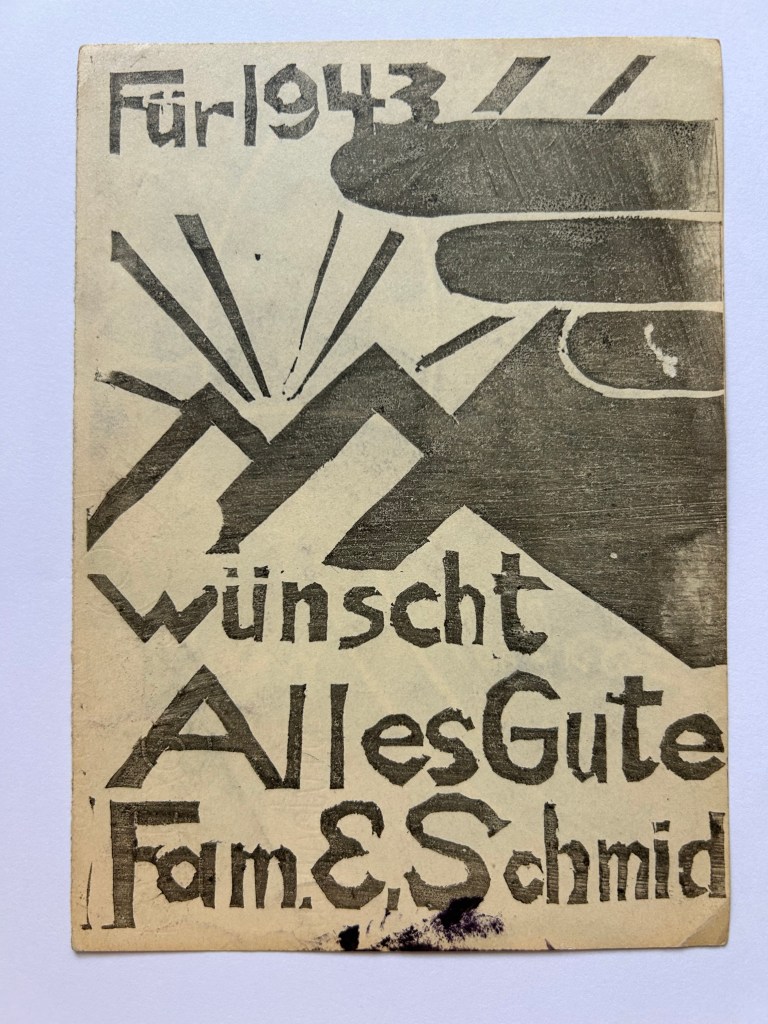 Für 1943
wünscht
Alles Gute
Fam. E. Schmid